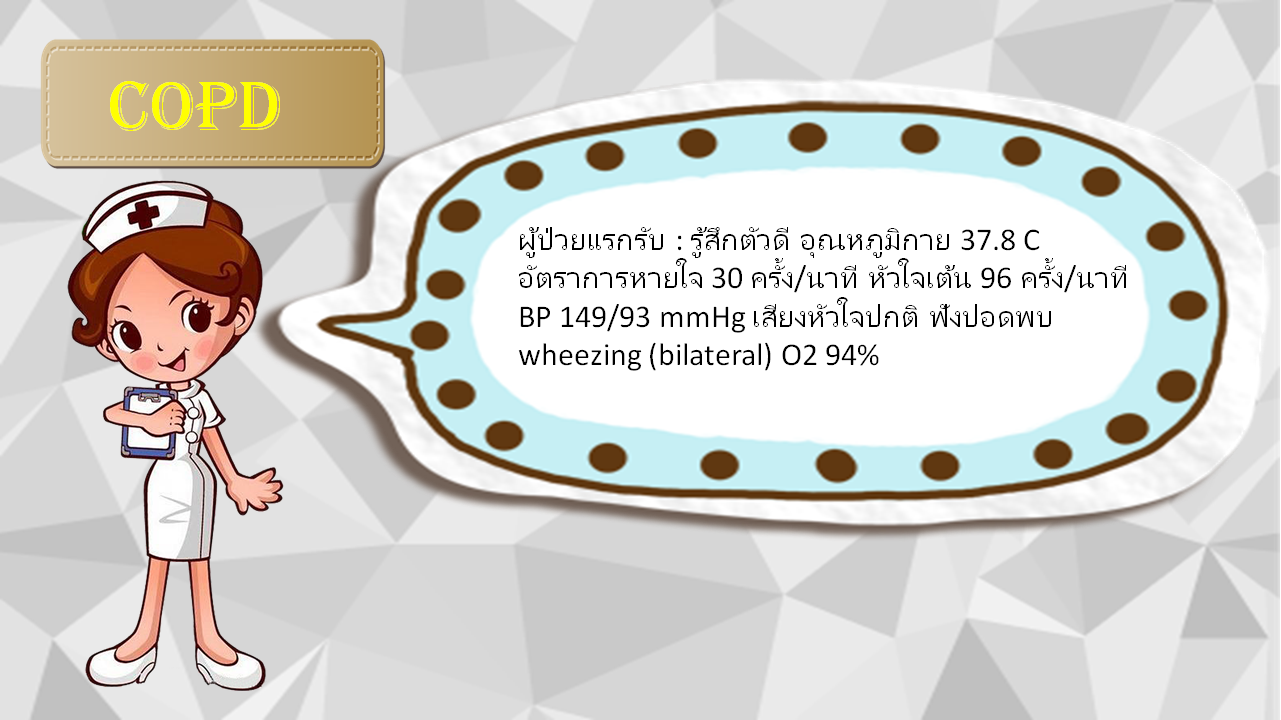 COPD
ผู้ป่วยแรกรับ : รู้สึกตัวดี อุณหภูมิกาย 37.8 C
อัตราการหายใจ 30 ครั้ง/นาที หัวใจเต้น 96 ครั้ง/นาที
BP 149/93 mmHg เสียงหัวใจปกติ ฟังปอดพบ
wheezing (bilateral) O2 94%